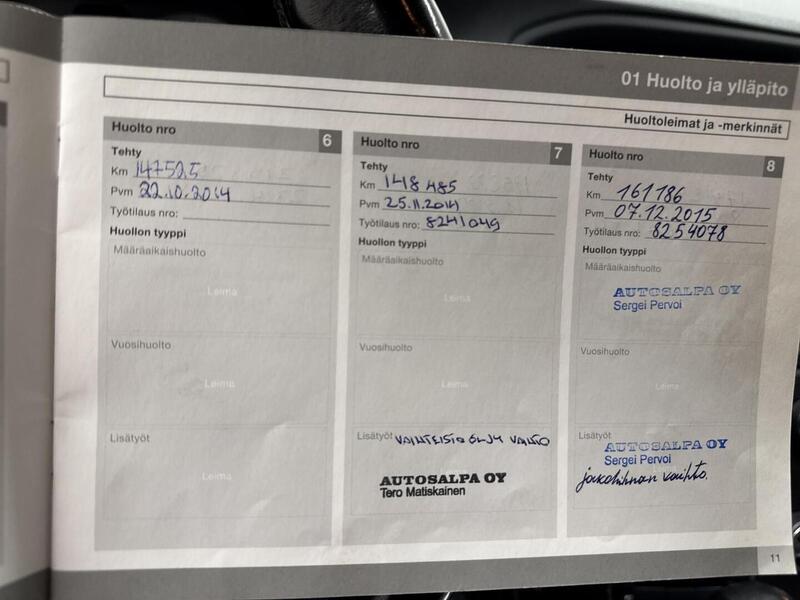 01 Huolto ja ylläpito
Huoltoleimat ja -merkinnät
Huolto nro 6
Tehty
Km 147525
Pvm 22.10.2014
Työtilaus nro:
Huollon tyyppi
Määräaikaishuolto
Leima
Vuosihuolto
Leima
Lisätyöt
Leima
Huolto nro 7
Tehty
Km 148 485
Pvm 25.11.2014
Työtilaus nro: 8241049
Huollon tyyppi
Määräaikaishuolto
Leima
Vuosihuolto
Leima
Lisätyöt VAIHTEISTO ÖLJY VAIHTO
AUTOSALPA OY
Tero Matiskainen
Huolto nro 8
Tehty
Km 161186
Pvm 07.12.2015
Työtilaus nro: 8254078
Huollon tyyppi
Määräaikaishuolto
AUTOSALPA OY
Sergei Pervoi
Vuosihuolto
Leima
Lisätyöt
AUTOSALPA OY
Sergei Pervoi
jakohihnan vaihto.
11